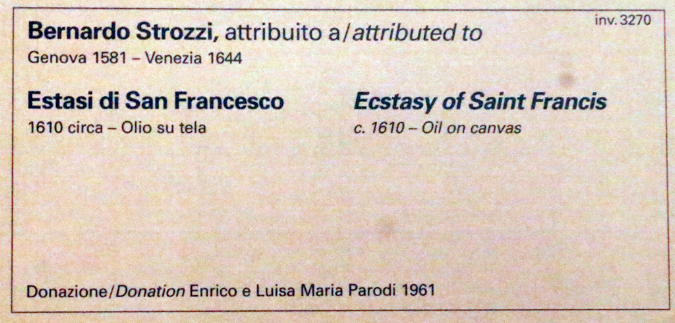 inv. 3270
Bernardo Strozzi, attribuito a/attributed to
Genova 1581 – Venezia 1644
Estasi di San Francesco
1610 circa – Olio su tela
Ecstasy of Saint Francis
c. 1610 – Oil on canvas
Donazione/Donation Enrico e Luisa Maria Parodi 1961